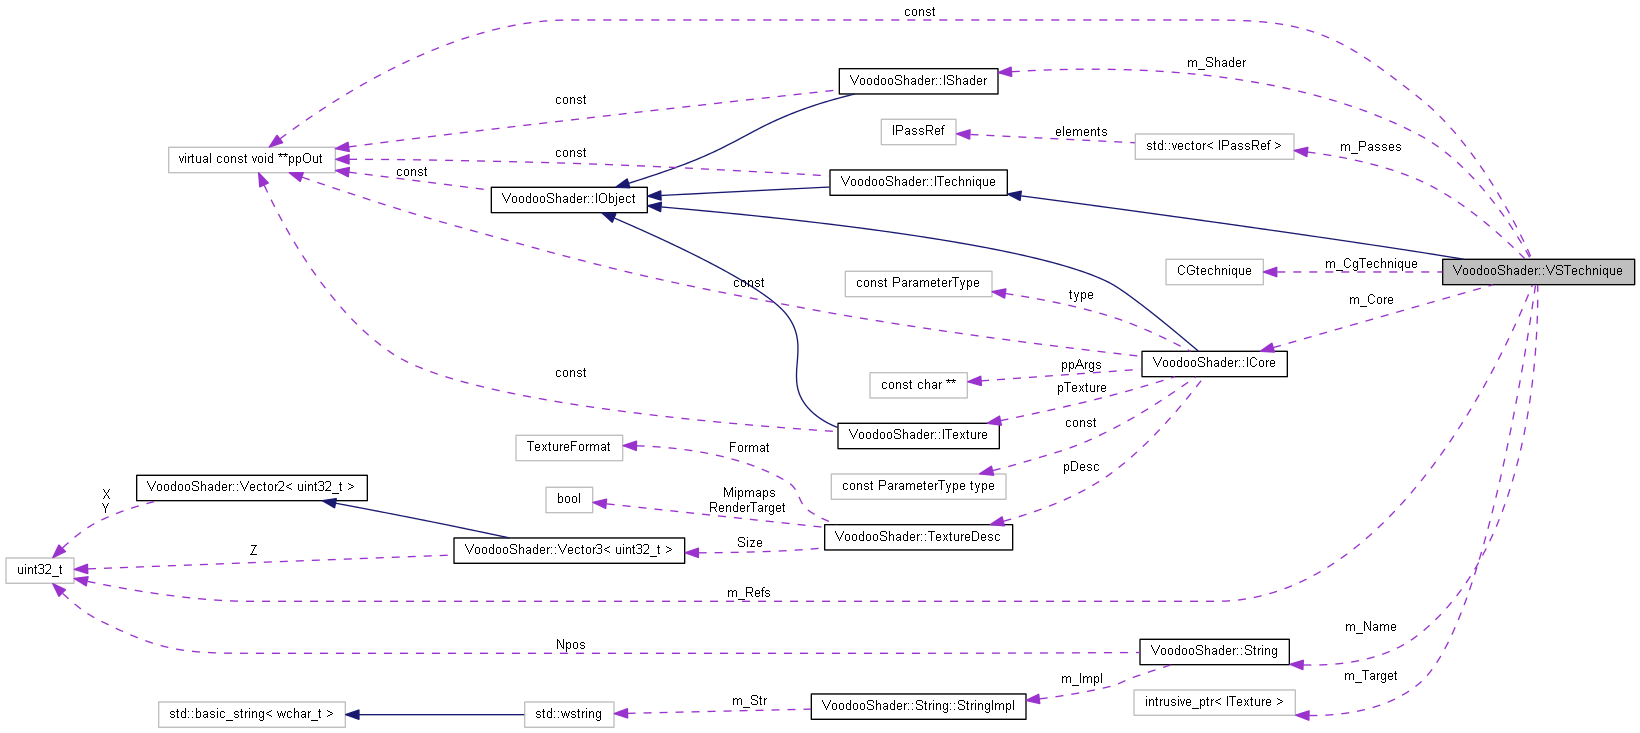 const
m_Shader
VoodooShader::IShader
const
IPassRef
elements
std::vector< IPassRef >
m_Passes
virtual const void **ppOut
const
const
VoodooShader::ITechnique
VoodooShader::IObject
CGtechnique
m_CgTechnique
VoodooShader::VSTechnique
const ParameterType
type
const
m_Core
VoodooShader::ICore
ppArgs
const char **
const
pTexture
const
VoodooShader::ITexture
TextureFormat
Format
pDesc
const ParameterType type
VoodooShader::Vector2< uint32_t >
X
Y
bool
Mipmaps
RenderTarget
VoodooShader::TextureDesc
Size
VoodooShader::Vector3< uint32_t >
Z
uint32_t
m_Refs
m_Name
Npos
VoodooShader::String
m_Impl
m_Target
intrusive_ptr< ITexture >
VoodooShader::String::StringImpl
m_Str
std::wstring
std::basic_string< wchar_t >